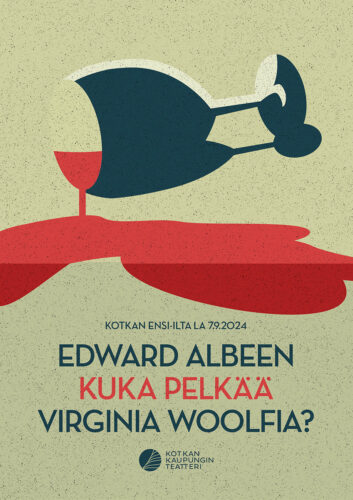 KOTKAN ENSI-ILTA LA 7.9.2024
EDWARD ALBEEN
KUKA PELKÄÄ
VIRGINIA WOOLFIA?
KOTKAN
KAUPUNGIN
TEATTERI